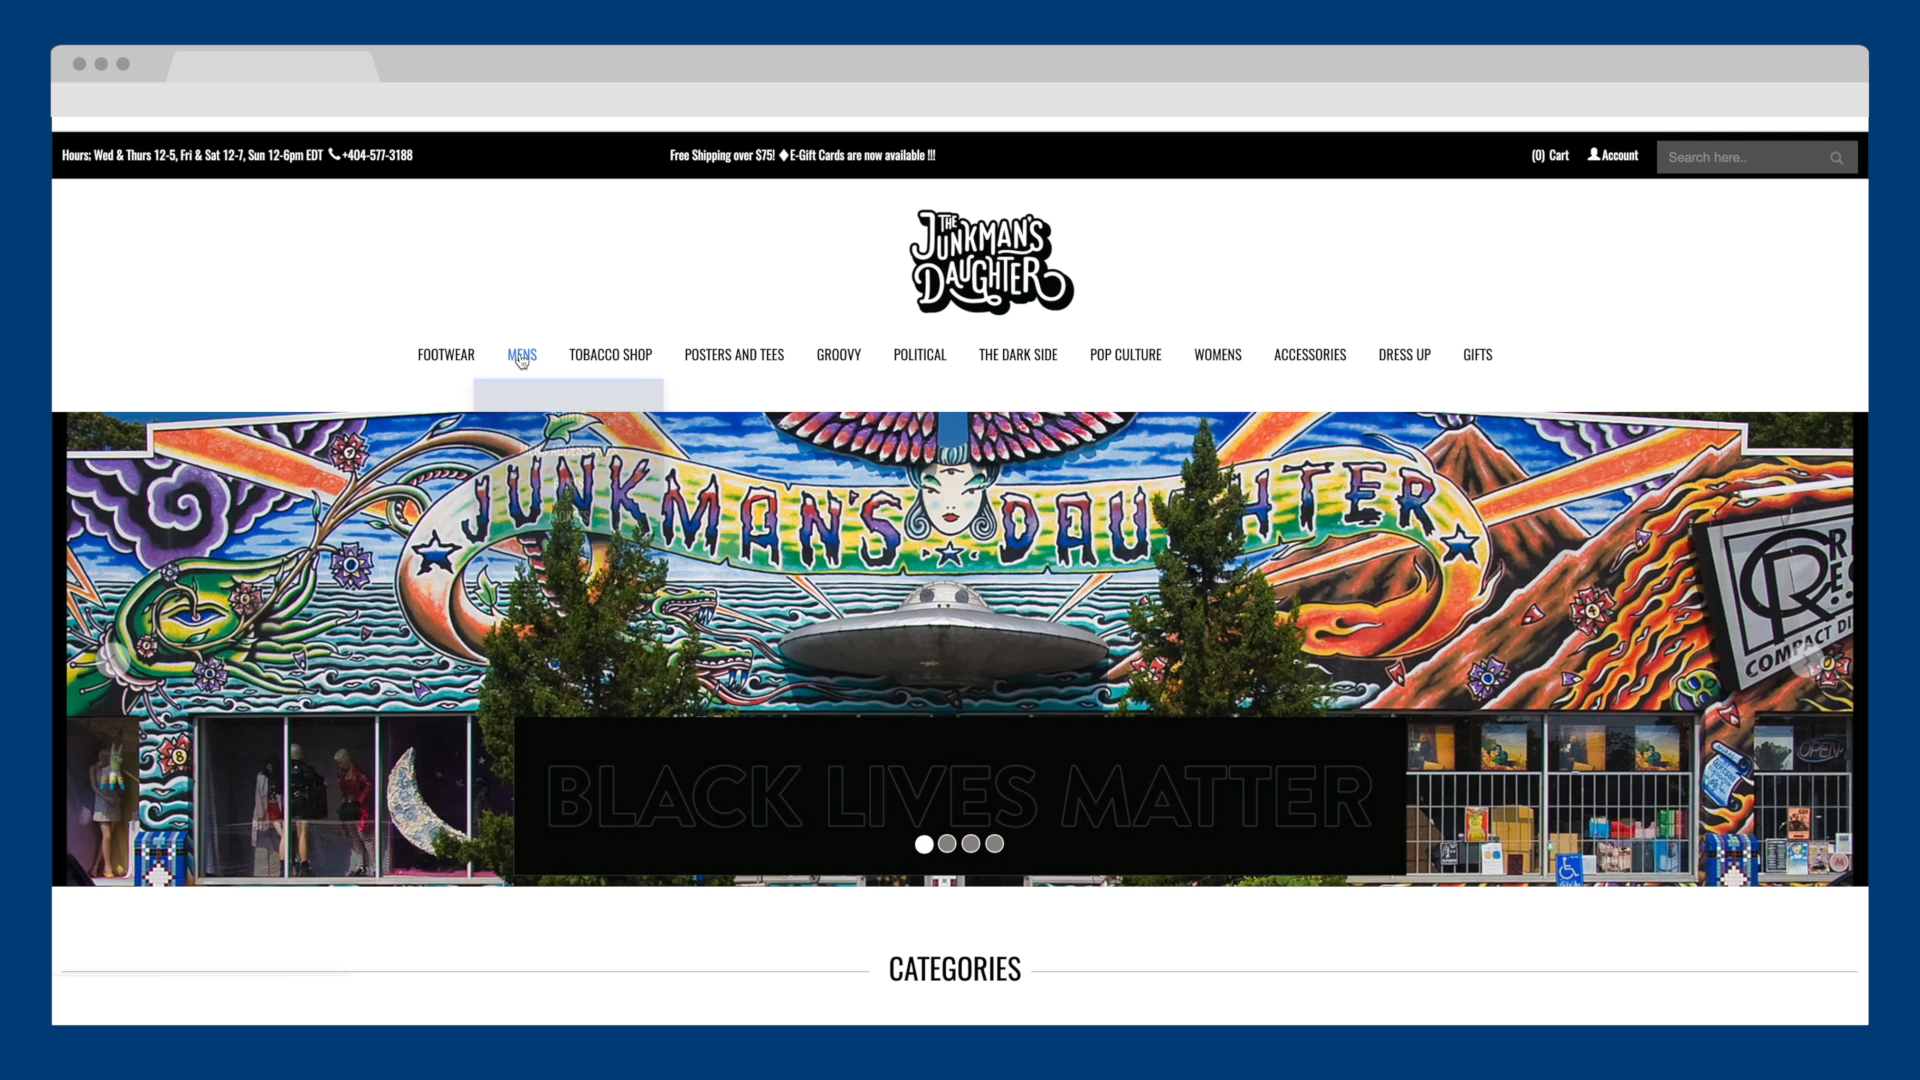 Hours: Wed & Thurs 12-5, Fri & Sat 12-7, Sun 12-6pm EDT +404-577-3188
Free Shipping over $75! ♦ E-Gift Cards are now available !!!
(0) Cart
Account
Search here..
THE
JUNKMAN'S
DAUGHTER
FOOTWEAR
MENS
TOBACCO SHOP
POSTERS AND TEES
GROOVY
POLITICAL
THE DARK SIDE
POP CULTURE
WOMENS
ACCESSORIES
DRESS UP
GIFTS
JUNKMAN'S DAUGHTER
COMPACT DI
OPEN
BLACK LIVES MATTER
CATEGORIES